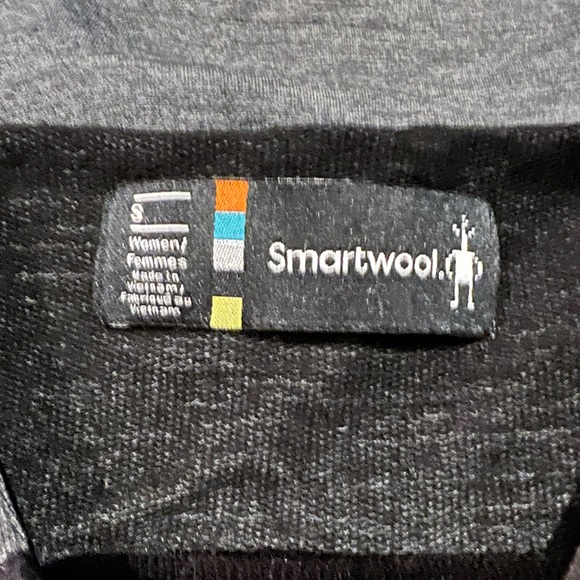 S
Women/
Femmes
Made in
Vietnam/
Fabriqué au
Vietnam
Smartwool.